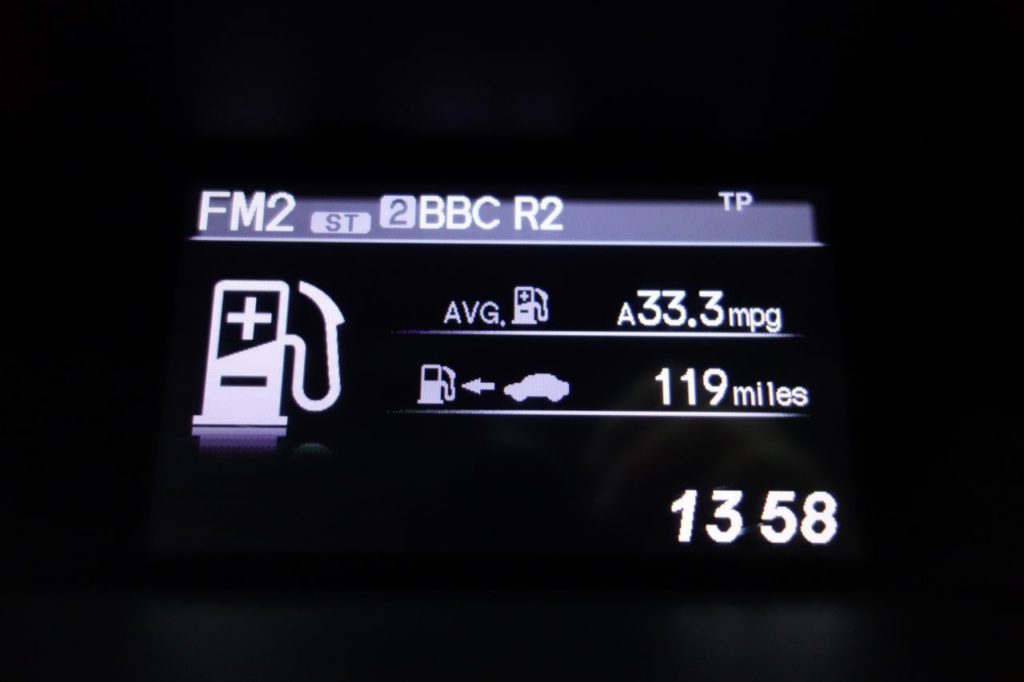 FM2 ST 2 BBC R2 TP
AVG. A33.3mpg
119miles
13 58